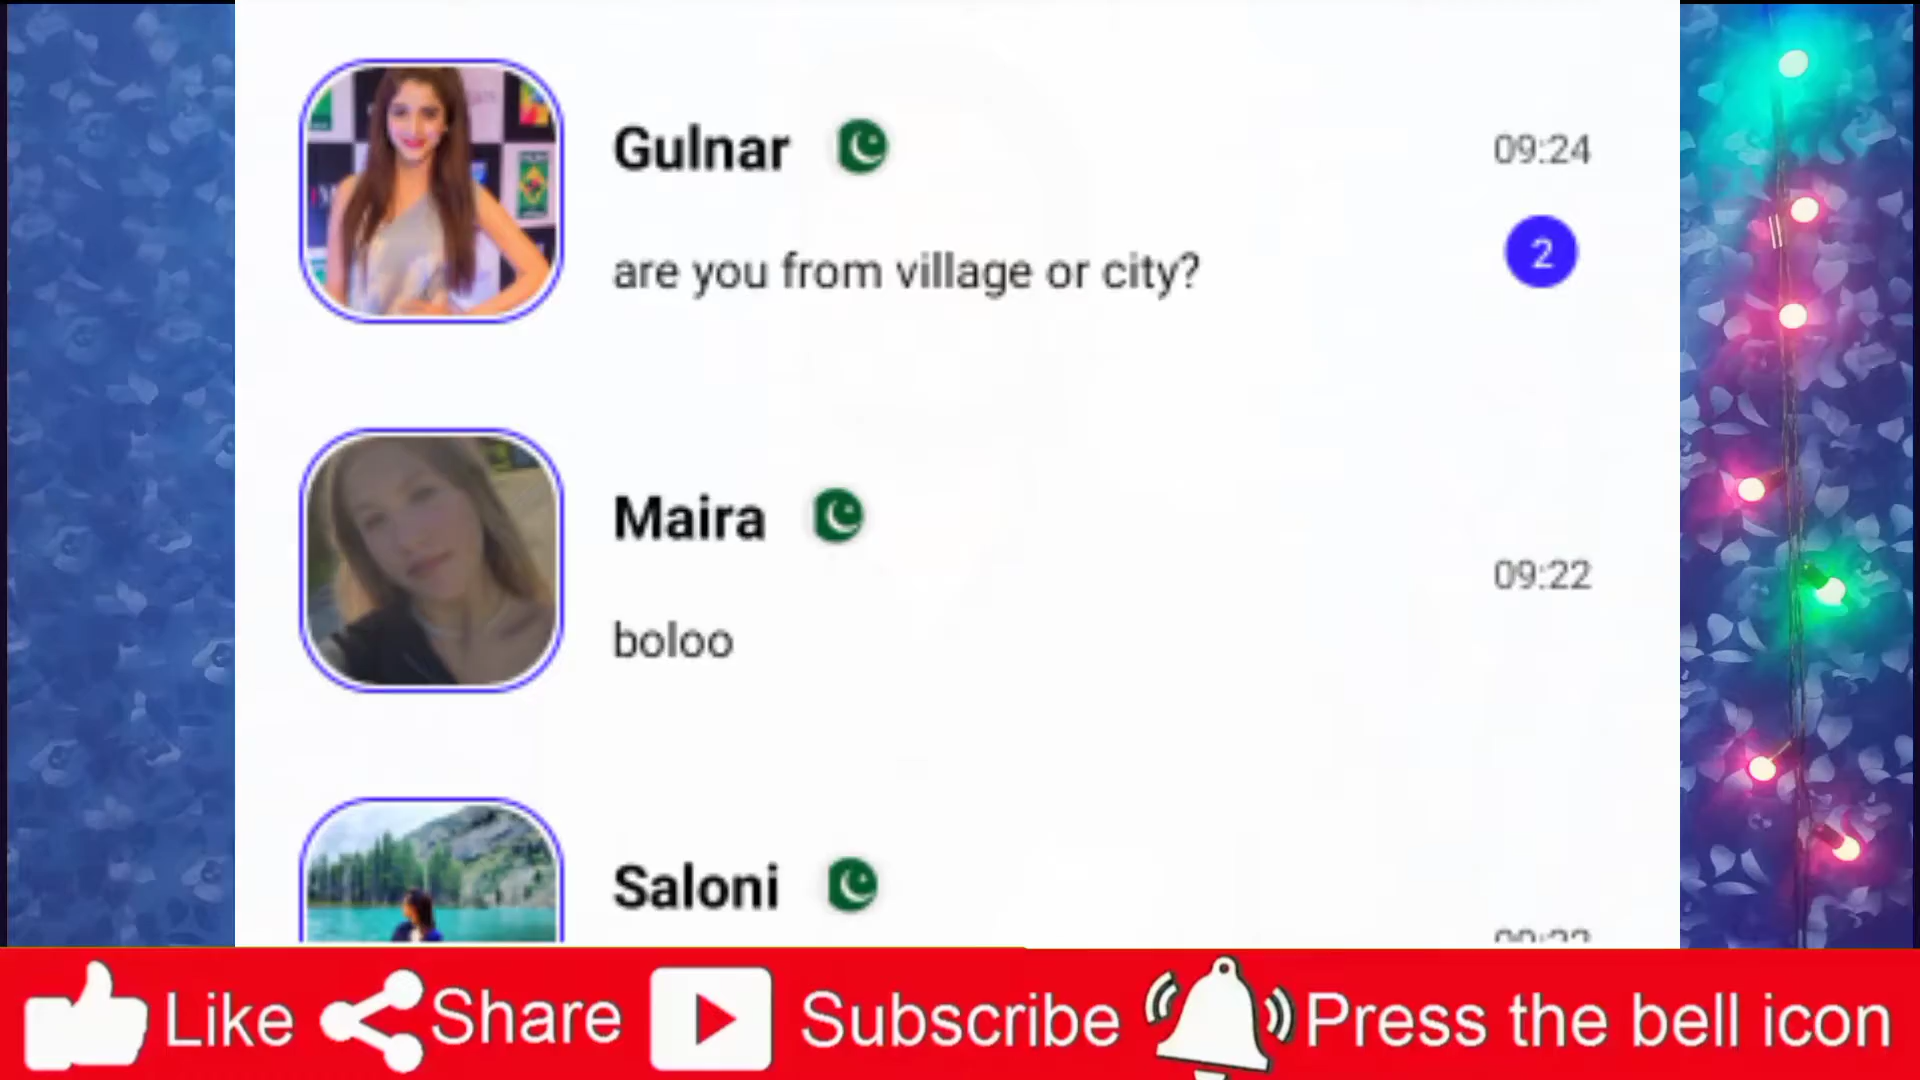 Gulnar
09:24
are you from village or city?
2
Maira
09:22
boloo
Saloni
Like Share Subscribe Press the bell icon